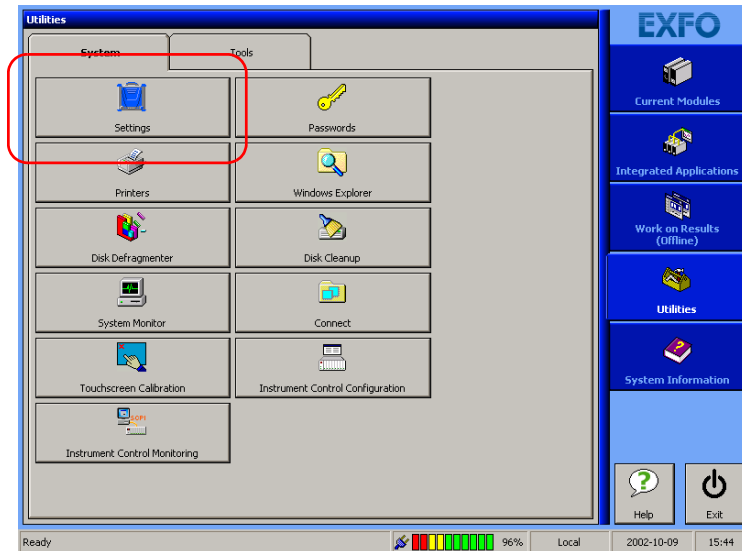 Utilities
EXFO
System
Tools
Settings
Passwords
Printers
Windows Explorer
Disk Defragmenter
Disk Cleanup
System Monitor
Connect
Touchscreen Calibration
Instrument Control Configuration
SCPI
Instrument Control Monitoring
Current Modules
Integrated Applications
Work on Results
(Offline)
Utilities
System Information
Help
Exit
Ready
96%
Local
2002-10-09
15:44